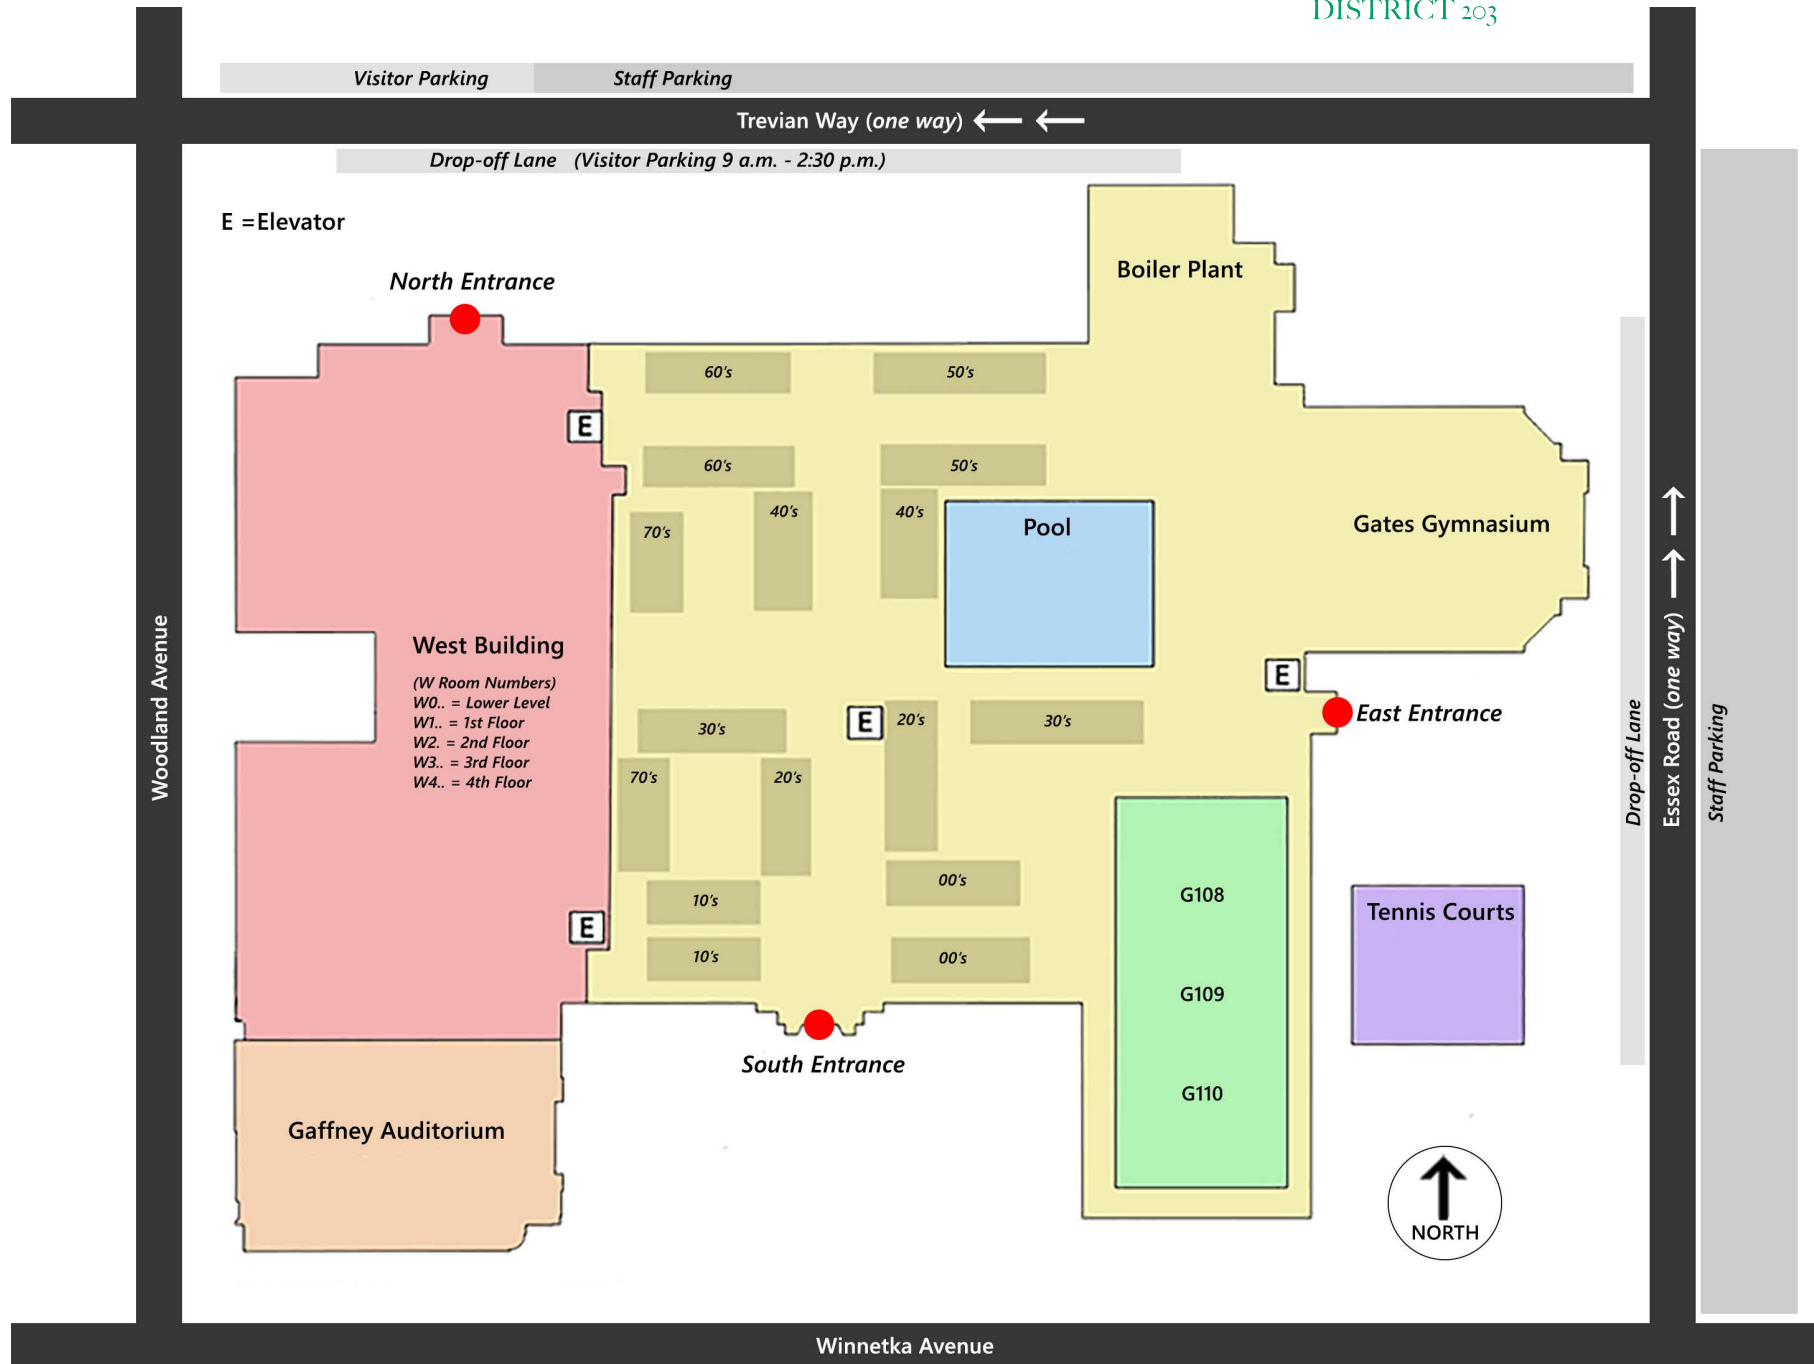 DISTRICT 203
Visitor Parking
Staff Parking
Trevian Way (one way)
Drop-off Lane (Visitor Parking 9 a.m. - 2:30 p.m.)
E =Elevator
North Entrance
Boiler Plant
60's
50's
E
60's
50's
70's
40's
40's
Pool
Gates Gymnasium
West Building
(W Room Numbers)
W0.. = Lower Level
W1.. = 1st Floor
W2. = 2nd Floor
W3.. = 3rd Floor
W4.. = 4th Floor
Woodland Avenue
E
East Entrance
30's
E
20's
30's
70's
20's
Drop-off Lane
Essex Road (one way)
Staff Parking
10's
00's
G108
Tennis Courts
E
10's
00's
G109
South Entrance
G110
Gaffney Auditorium
NORTH
Winnetka Avenue